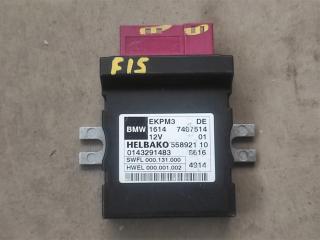 F15
EKPM3 DE
BMW 1614 7407514
12V 01
HELBAKO 558921 10
0143291483 5616
SWFL 000.131.000
HWEL 000.001.002 4914